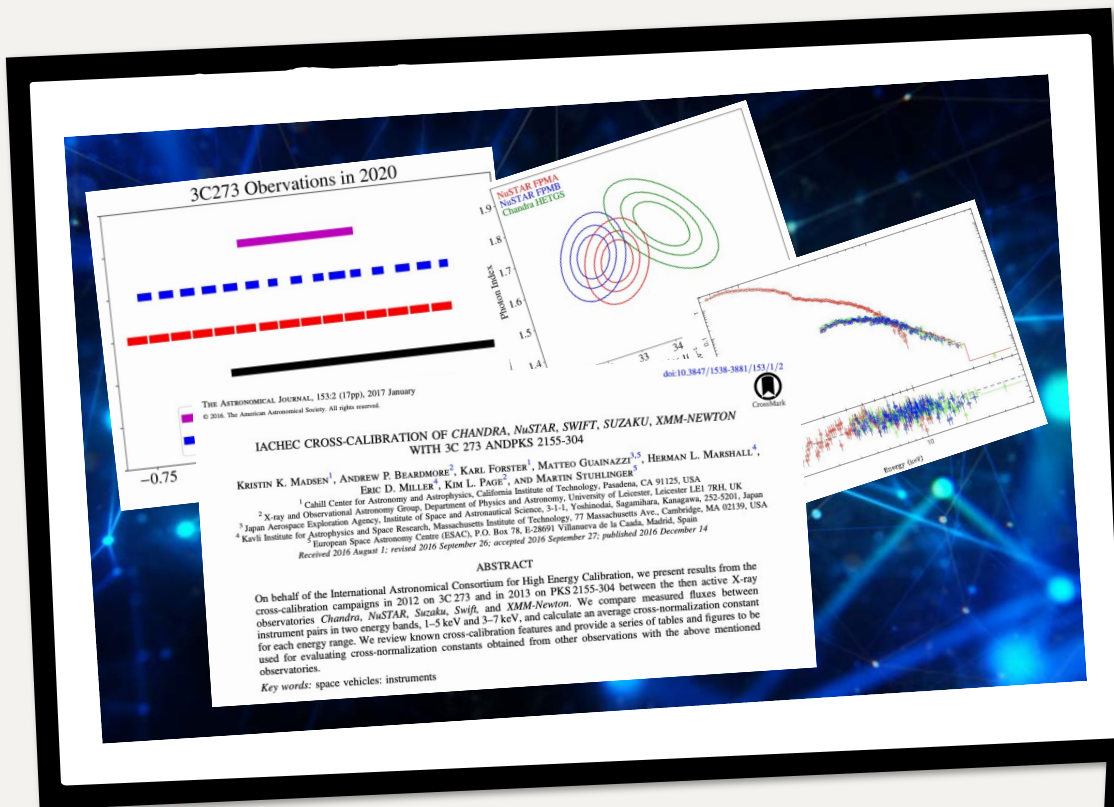 3C273 Obervations in 2020
−0.75
NuSTAR FPMA
NuSTAR FPMB
Chandra HETGS
1.9
1.8
1.7
1.6
1.5
1.4
Photon Index
33
34
1
10
Energy (keV)
doi:10.3847/1538-3881/153/1/2
CrossMark
THE ASTRONOMICAL JOURNAL, 153:2 (17pp), 2017 January
© 2016. The American Astronomical Society. All rights reserved.
IACHEC CROSS-CALIBRATION OF CHANDRA, NuSTAR, SWIFT, SUZAKU, XMM-NEWTON
WITH 3C 273 ANDPKS 2155-304
KRISTIN K. MADSEN1, ANDREW P. BEARDMORE2, KARL FORSTER1, MATTEO GUAINAZZI3,5, HERMAN L. MARSHALL4,
ERIC D. MILLER4, KIM L. PAGE2, AND MARTIN STUHLINGER5
1 Cahill Center for Astronomy and Astrophysics, California Institute of Technology, Pasadena, CA 91125, USA
2 X-ray and Observational Astronomy Group, Department of Physics and Astronomy, University of Leicester, Leicester LE1 7RH, UK
3 Japan Aerospace Exploration Agency, Institute of Space and Astronautical Science, 3-1-1, Yoshinodai, Sagamihara, Kanagawa, 252-5201, Japan
4 Kavli Institute for Astrophysics and Space Research, Massachusetts Institute of Technology, 77 Massachusetts Ave., Cambridge, MA 02139, USA
5 European Space Astronomy Centre (ESAC), P.O. Box 78, E-28691 Villanueva de la Caada, Madrid, Spain
Received 2016 August 1; revised 2016 September 26; accepted 2016 September 27; published 2016 December 14
ABSTRACT
On behalf of the International Astronomical Consortium for High Energy Calibration, we present results from the
cross-calibration campaigns in 2012 on 3C 273 and in 2013 on PKS 2155-304 between the then active X-ray
observatories Chandra, NuSTAR, Suzaku, Swift, and XMM-Newton. We compare measured fluxes between
instrument pairs in two energy bands, 1–5 keV and 3–7 keV, and calculate an average cross-normalization constant
for each energy range. We review known cross-calibration features and provide a series of tables and figures to be
used for evaluating cross-normalization constants obtained from other observations with the above mentioned
observatories.
Key words: space vehicles: instruments